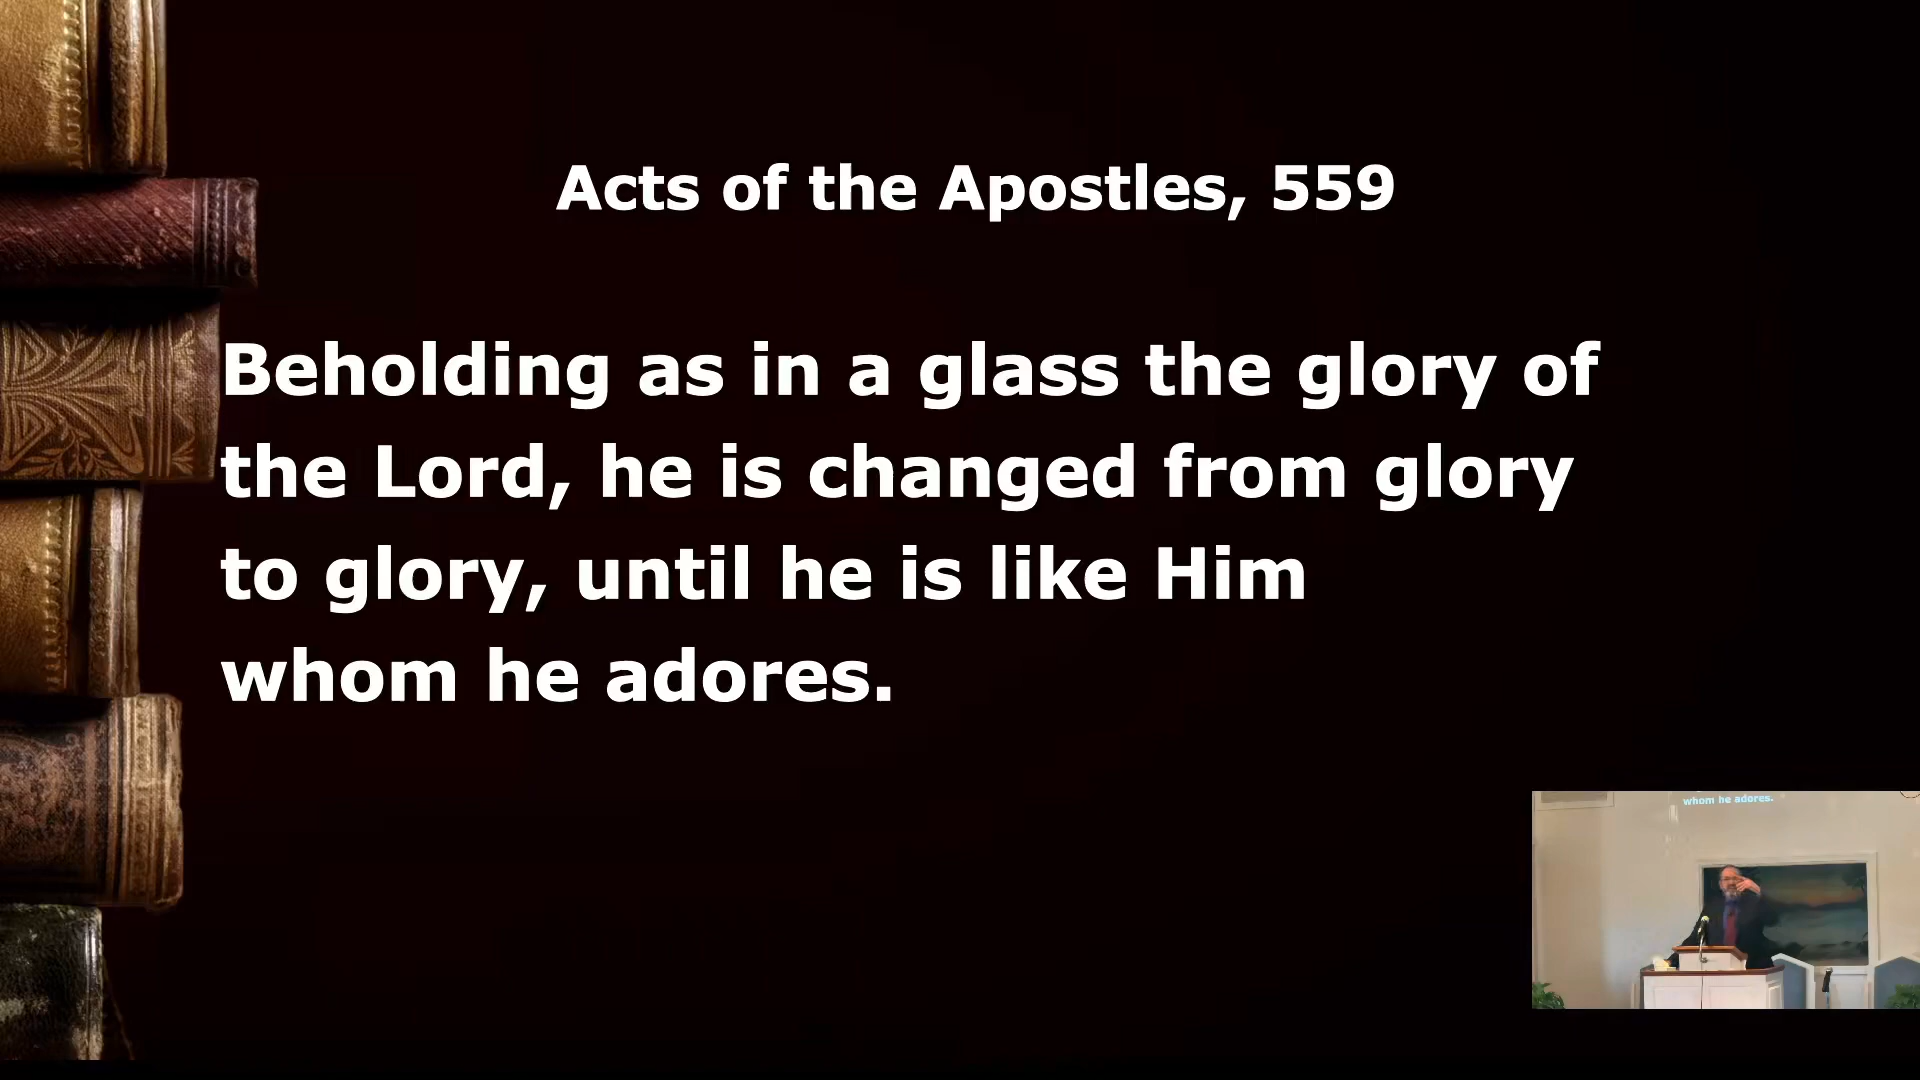 Acts of the Apostles, 559
Beholding as in a glass the glory of
the Lord, he is changed from glory
to glory, until he is like Him
whom he adores.
whom he adores.